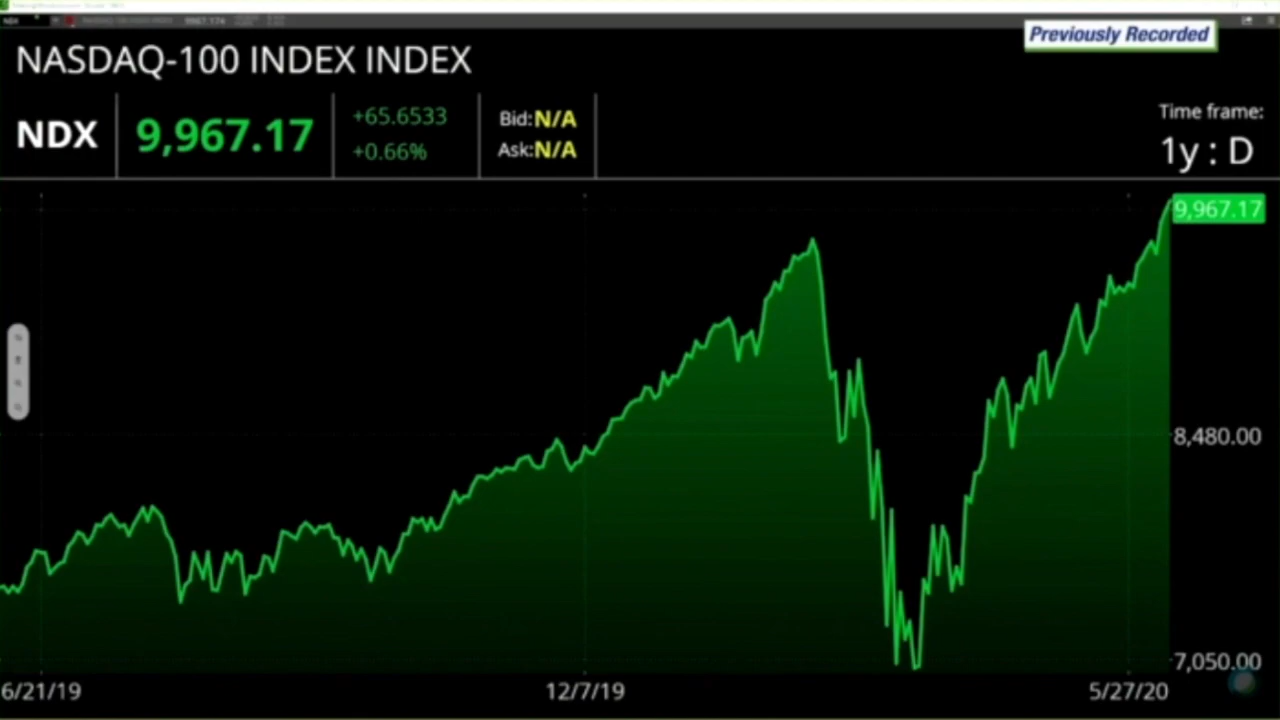 Previously Recorded
NASDAQ-100 INDEX INDEX
NDX
9,967.17
+65.6533
+0.66%
Bid:N/A
Ask:N/A
Time frame:
1y : D
9,967.17
8,480.00
7,050.00
6/21/19
12/7/19
5/27/20